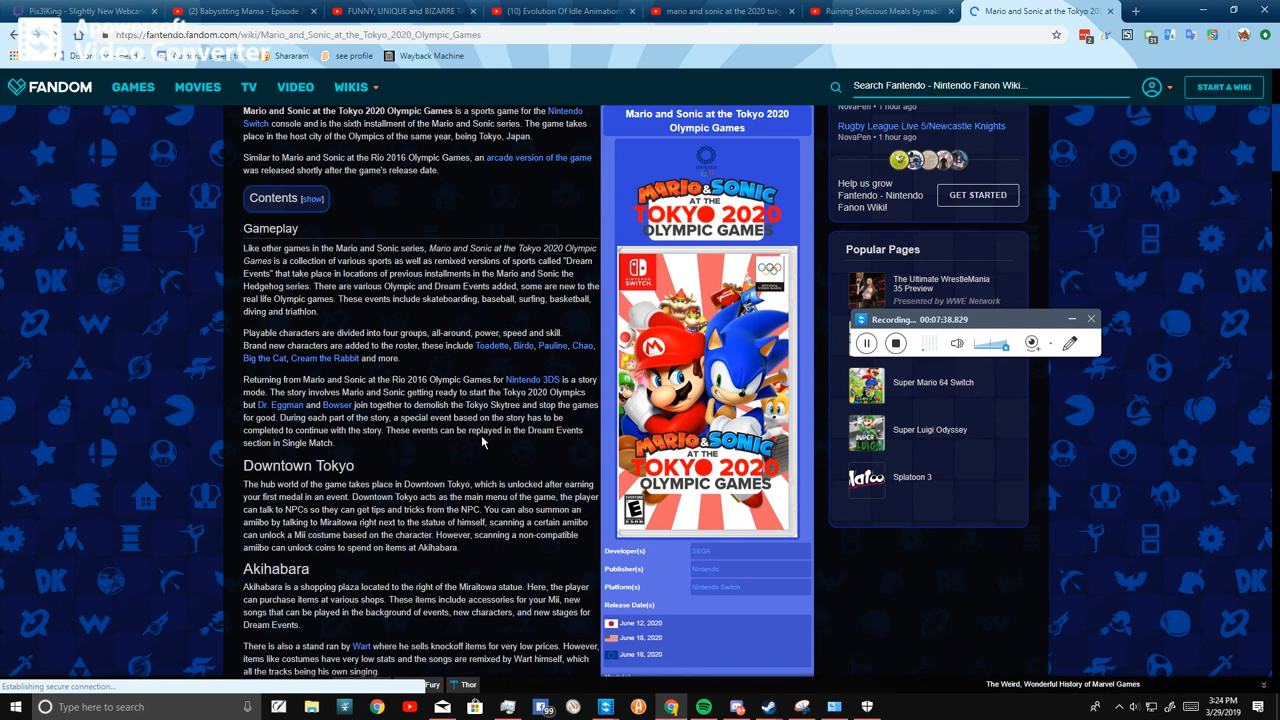 Pix3lKing - Slightly New Webcam
(2) Babysitting Mama - Episode
FUNNY, UNIQUE and BIZARRE T
(10) Evolution Of Idle Animation
mario and sonic at the 2020 toky
Ruining Delicious Meals by mak
Mario and Sonic at the Tokyo 20
Apowersoft
Video Converter
https://fantendo.fandom.com/wiki/Mario_and_Sonic_at_the_Tokyo_2020_Olympic_Games
Shararam
see profile
Wayback Machine
FANDOM
GAMES
MOVIES
TV
VIDEO
WIKIS
Search Fantendo - Nintendo Fanon Wiki...
START A WIKI
Mario and Sonic at the Tokyo 2020 Olympic Games is a sports game for the Nintendo
Switch console and is the sixth installment of the Mario and Sonic series. The game takes
place in the host city of the Olympics of the same year, being Tokyo, Japan.
Similar to Mario and Sonic at the Rio 2016 Olympic Games, an arcade version of the game
was released shortly after the game's release date.
Contents [show]
Gameplay
Like other games in the Mario and Sonic series, Mario and Sonic at the Tokyo 2020 Olympic
Games is a collection of various sports as well as remixed versions of sports called "Dream
Events" that take place in locations of previous installments in the Mario and Sonic the
Hedgehog series. There are various Olympic and Dream Events added, some are new to the
real life Olympic games. These events include skateboarding, baseball, surfing, basketball,
diving and triathlon.
Playable characters are divided into four groups, all-around, power, speed and skill.
Brand new characters are added to the roster, these include Toadette, Birdo, Pauline, Chao,
Big the Cat, Cream the Rabbit and more.
Returning from Mario and Sonic at the Rio 2016 Olympic Games for Nintendo 3DS is a story
mode. The story involves Mario and Sonic getting ready to start the Tokyo 2020 Olympics
but Dr. Eggman and Bowser join together to demolish the Tokyo Skytree and stop the games
for good. During each part of the story, a special event based on the story has to be
completed to continue with the story. These events can be replayed in the Dream Events
section in Single Match.
Downtown Tokyo
The hub world of the game takes place in Downtown Tokyo, which is unlocked after earning
your first medal in an event. Downtown Tokyo acts as the main menu of the game, the player
can talk to NPCs so they can get tips and tricks from the NPC. You can also summon an
amiibo by talking to Miraitowa right next to the statue of himself, scanning a certain amiibo
can unlock a Mii costume based on the character. However, scanning a non-compatible
amiibo can unlock coins to spend on items at Akihabara.
Akihabara
Akihabara is a shopping plaza located to the right of the Miraitowa statue. Here, the player
can purchase items at various shops. These items include accessories for your Mii, new
songs that can be played in the background of events, new characters, and new stages for
Dream Events.
There is also a stand ran by Wart where he sells knockoff items for very low prices. However,
items like costumes have very low stats and the songs are remixed by Wart himself, which
all the tracks being his own singing.
Mario and Sonic at the Tokyo 2020
Olympic Games
MARIO & SONIC
AT THE
TOKYO 2020
OLYMPIC GAMES
NINTENDO
SWITCH
MARIO & SONIC
AT THE
TOKYO 2020
OLYMPIC GAMES
EVERYONE
E
ESRB
Developer(s)
SEGA
Publisher(s)
Nintendo
Platform(s)
Nintendo Switch
Release Date(s)
June 12, 2020
June 18, 2020
June 18, 2020
NovaPen • 1 hour ago
Rugby League Live 5/Newcastle Knights
NovaPen • 1 hour ago
Help us grow
Fantendo - Nintendo
Fanon Wiki!
GET STARTED
Popular Pages
The Ultimate WrestleMania
35 Preview
Presented by WWE Network
Recording... 00:07:38.829
Super Mario 64 Switch
Super Luigi Odyssey
Splatoon 3
Establishing secure connection...
Fury
Thor
The Weird, Wonderful History of Marvel Games
Type here to search
99
3:24 PM
3/29/2019